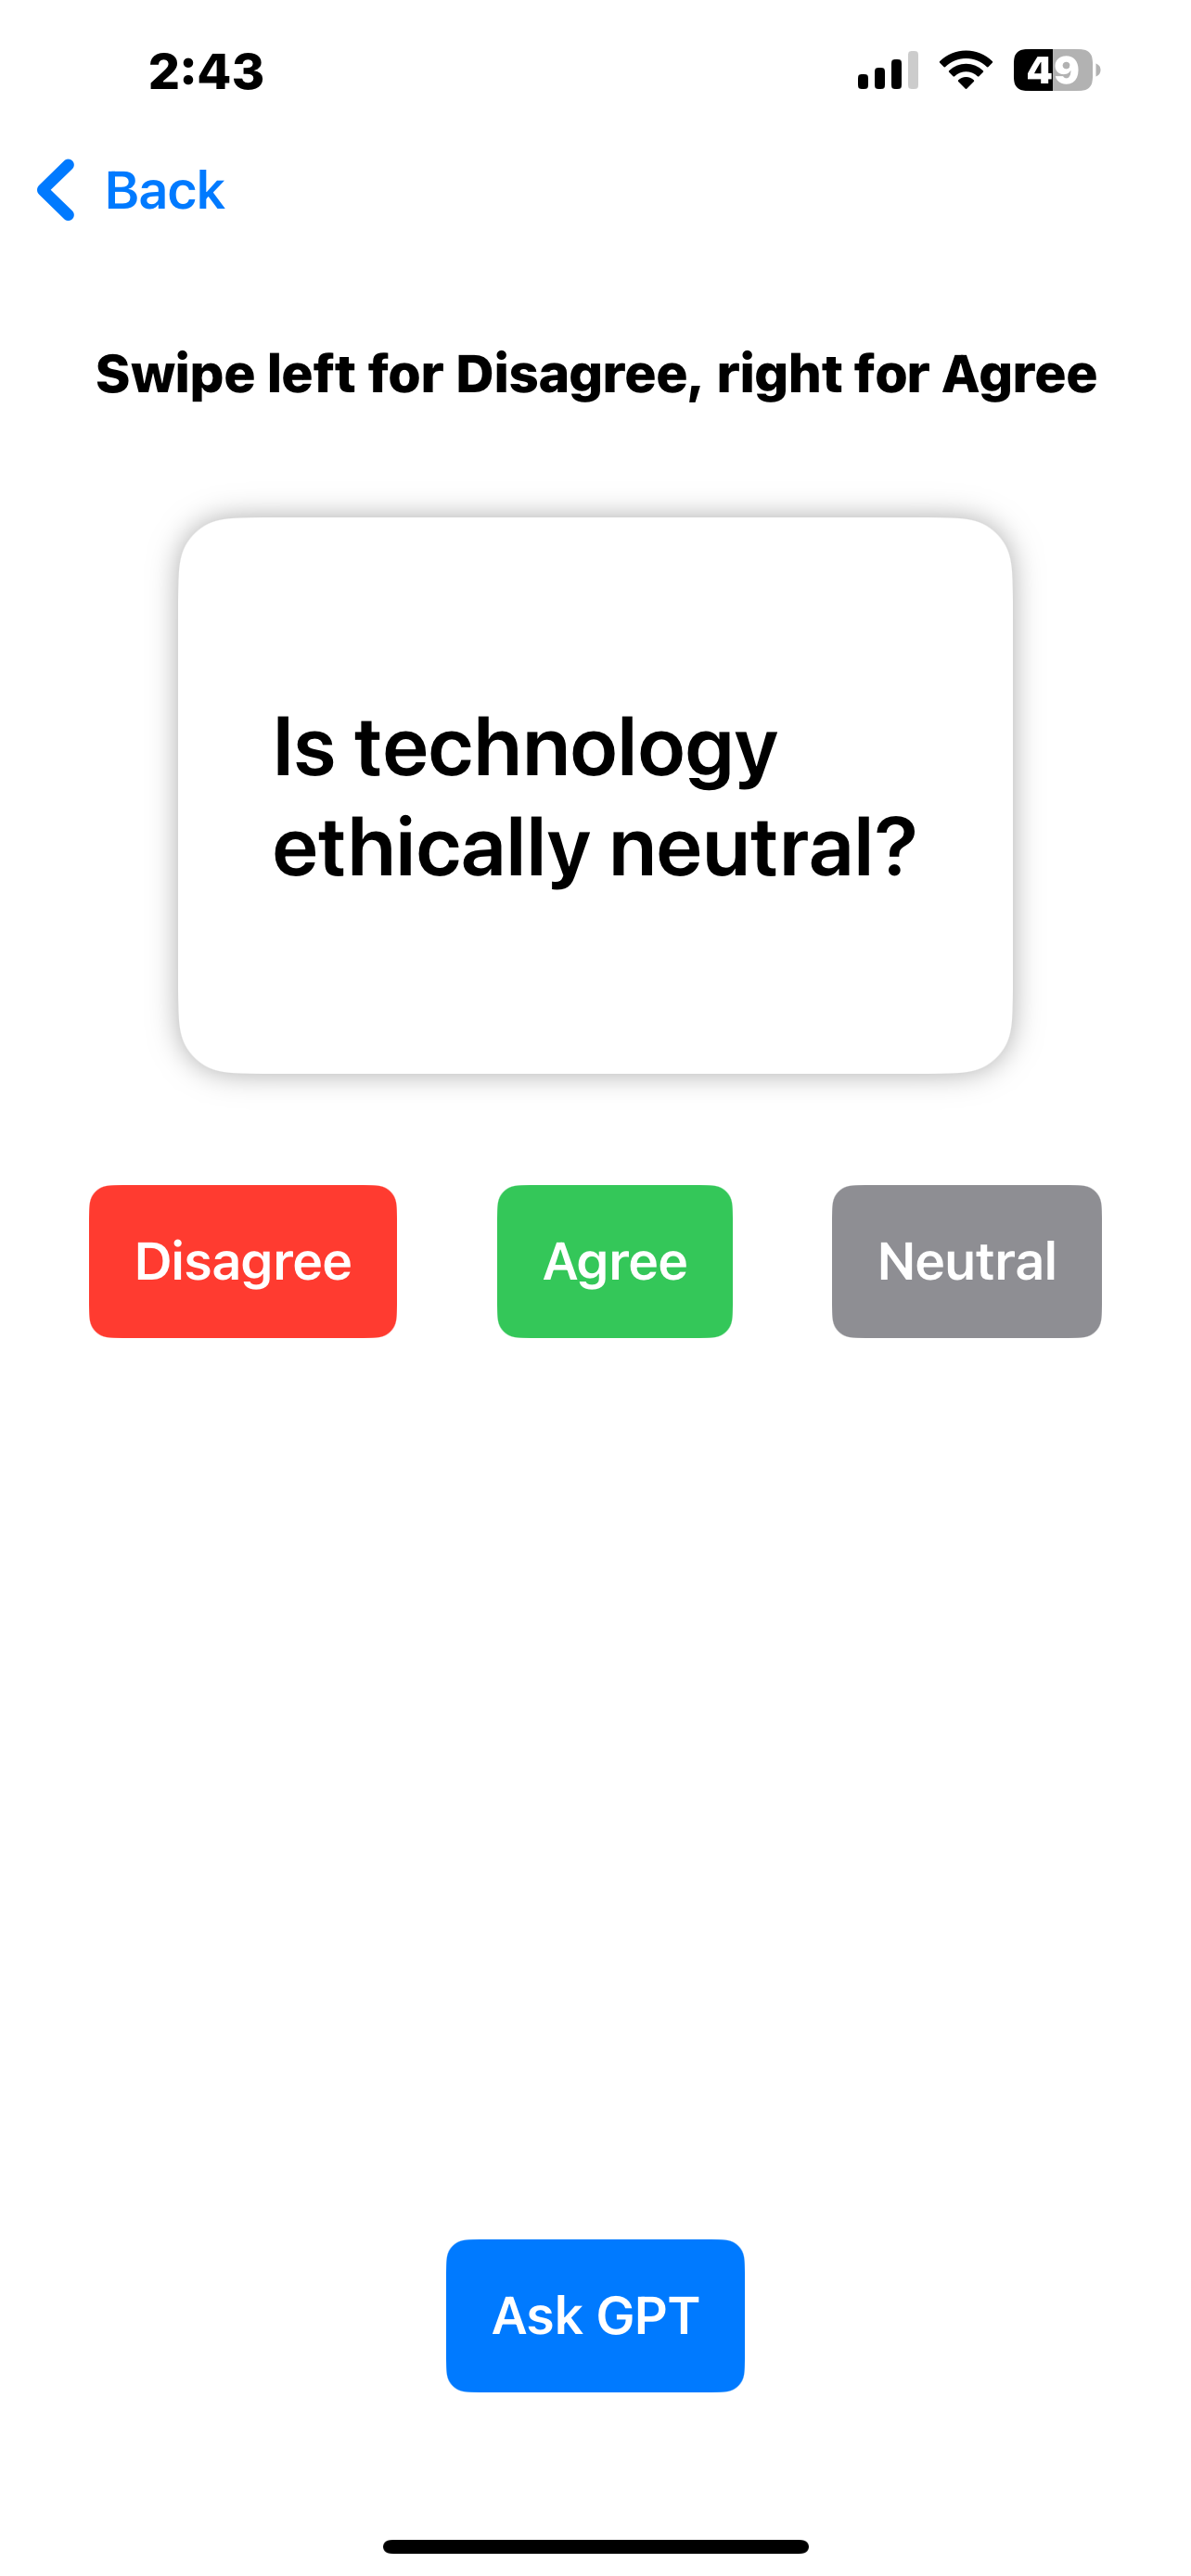 2:43
49
Back
Swipe left for Disagree, right for Agree
Is technology
ethically neutral?
Disagree
Agree
Neutral
Ask GPT